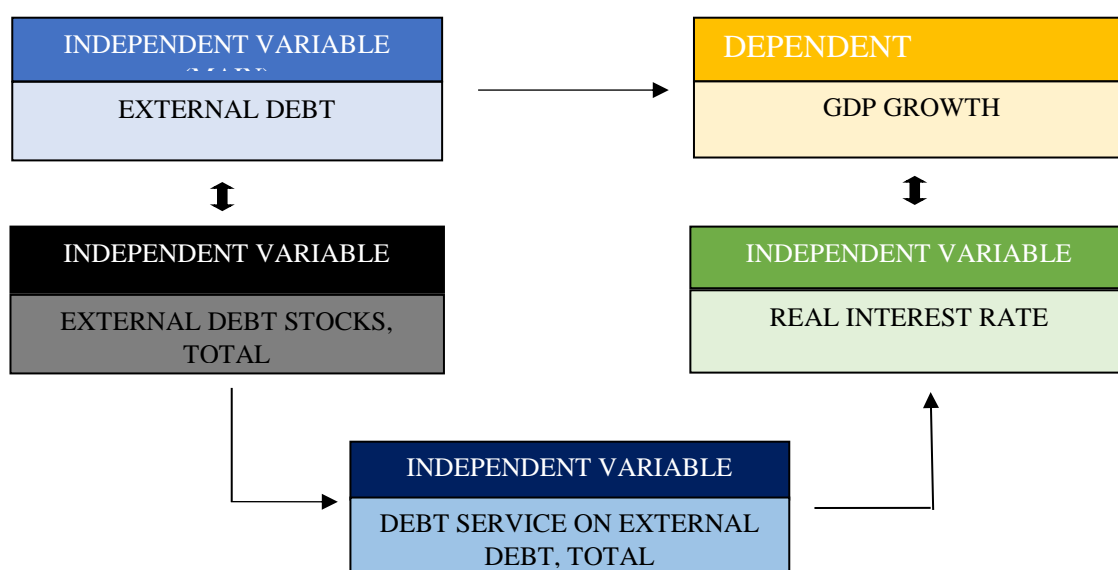 INDEPENDENT VARIABLE
DEPENDENT
EXTERNAL DEBT
GDP GROWTH
INDEPENDENT VARIABLE
INDEPENDENT VARIABLE
EXTERNAL DEBT STOCKS,
TOTAL
REAL INTEREST RATE
INDEPENDENT VARIABLE
DEBT SERVICE ON EXTERNAL
DEBT, TOTAL